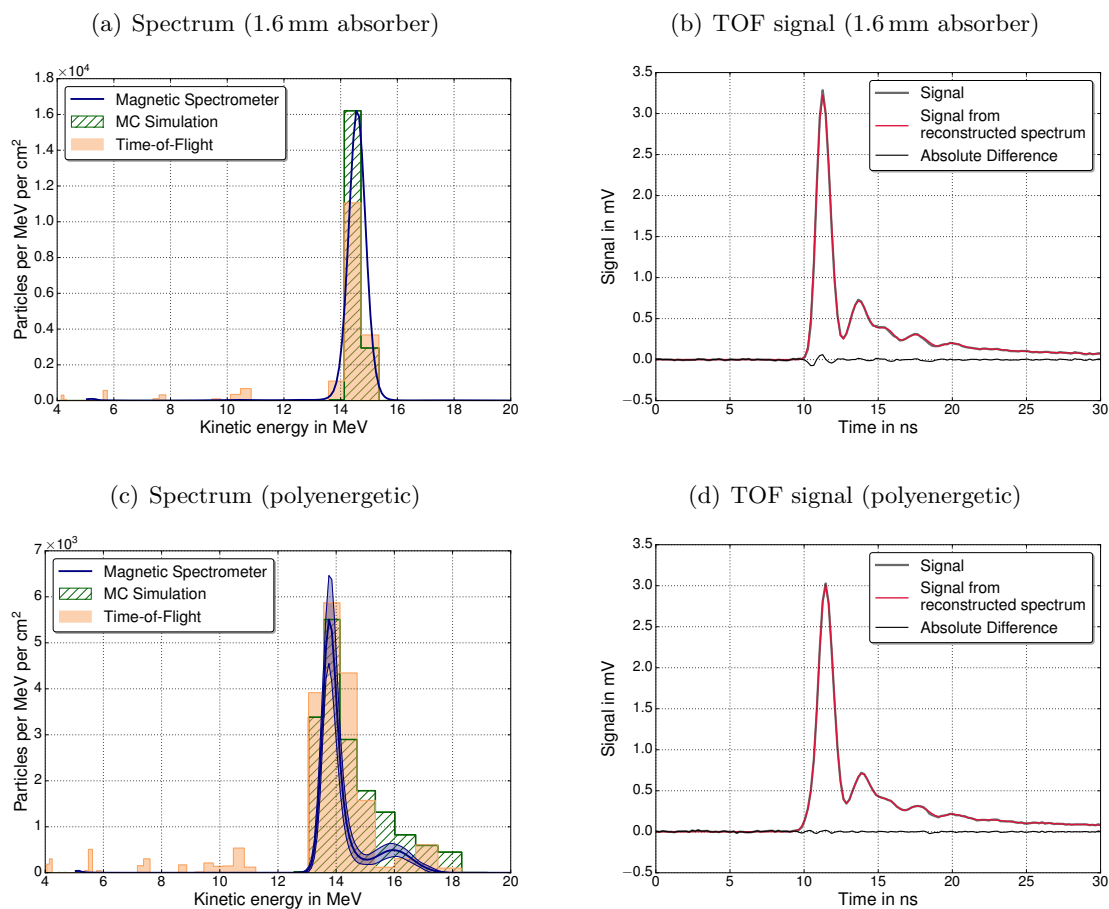 (a) Spectrum (1.6 mm absorber)
×10⁴
1.8
1.6
1.4
1.2
1.0
0.8
0.6
0.4
0.2
0.0
Particles per MeV per cm²
Magnetic Spectrometer
MC Simulation
Time-of-Flight
4 6 8 10 12 14 16 18 20
Kinetic energy in MeV
(b) TOF signal (1.6 mm absorber)
3.5
3.0
2.5
2.0
1.5
1.0
0.5
0.0
−0.5
Signal in mV
Signal
Signal from
reconstructed spectrum
Absolute Difference
0 5 10 15 20 25 30
Time in ns
(c) Spectrum (polyenergetic)
×10³
7
6
5
4
3
2
1
0
Particles per MeV per cm²
Magnetic Spectrometer
MC Simulation
Time-of-Flight
4 6 8 10 12 14 16 18 20
Kinetic energy in MeV
(d) TOF signal (polyenergetic)
3.5
3.0
2.5
2.0
1.5
1.0
0.5
0.0
−0.5
Signal in mV
Signal
Signal from
reconstructed spectrum
Absolute Difference
0 5 10 15 20 25 30
Time in ns